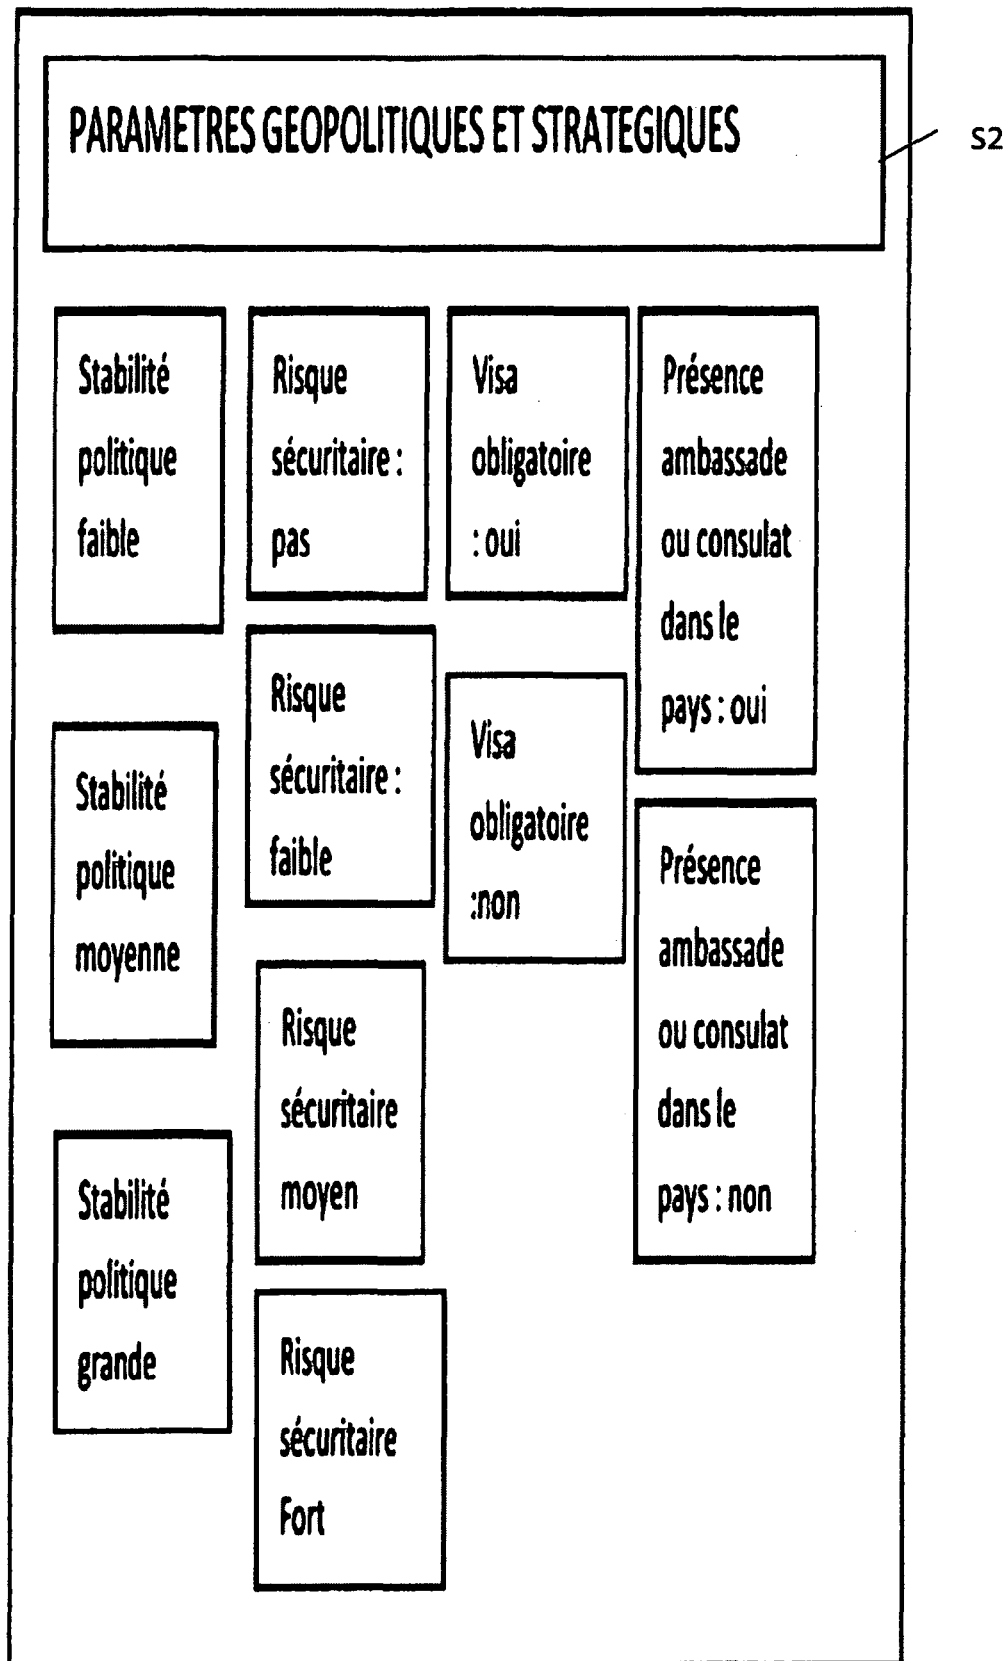 PARAMETRES GEOPOLITIQUES ET STRATEGIQUES
S2
Stabilité
politique
faible
Stabilité
politique
moyenne
Stabilité
politique
grande
Risque
sécuritaire :
pas
Risque
sécuritaire :
faible
Risque
sécuritaire
moyen
Risque
sécuritaire
Fort
Visa
obligatoire
: oui
Visa
obligatoire
:non
Présence
ambassade
ou consulat
dans le
pays : oui
Présence
ambassade
ou consulat
dans le
pays : non